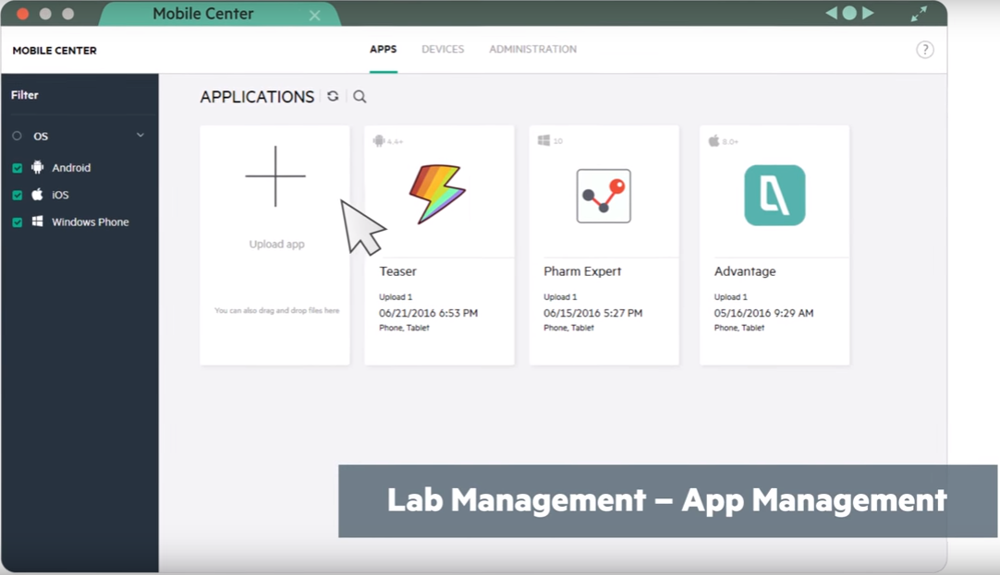 Mobile Center
MOBILE CENTER
APPS
DEVICES
ADMINISTRATION
?
Filter
OS
Android
iOS
Windows Phone
APPLICATIONS
Upload app
You can also drag and drop files here
4.4+
Teaser
Upload 1
06/21/2016 6:53 PM
Phone, Tablet
10
Pharm Expert
Upload 1
06/15/2016 5:27 PM
Phone, Tablet
8.0+
Advantage
Upload 1
05/16/2016 9:29 AM
Phone, Tablet
Lab Management – App Management